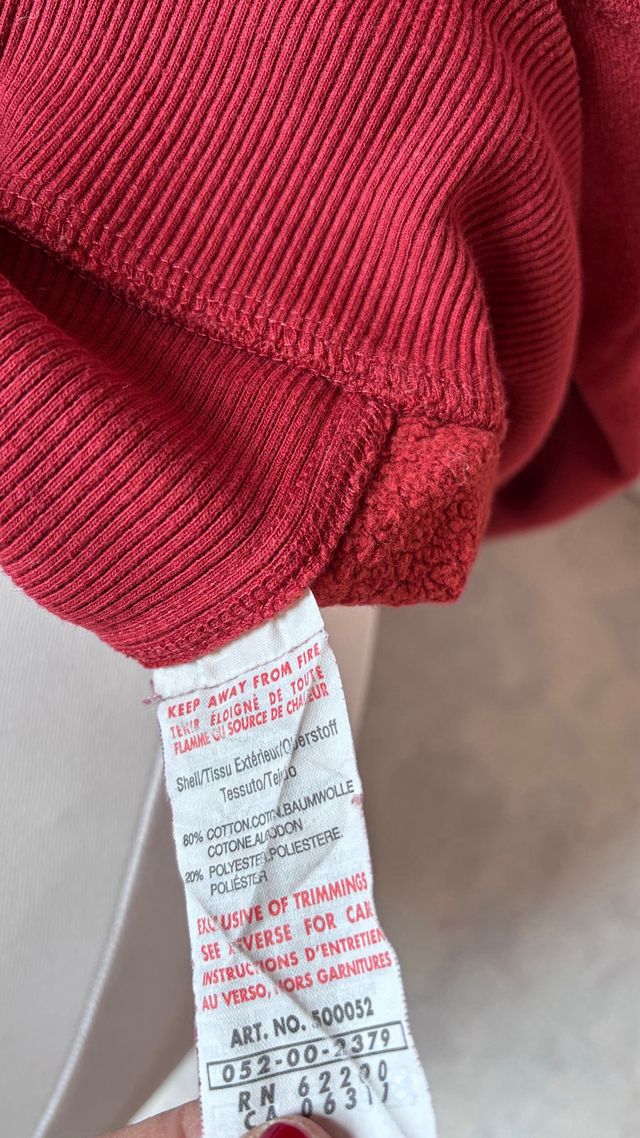 KEEP AWAY FROM FIRE
TENIR ÉLOIGNÉ DE TOUTE
FLAMME OU SOURCE DE CHALEUR
Shell/Tissu Extérieur/Oberstoff
Tessuto/Tejido
80% COTTON.COTON.BAUMWOLLE
COTONE.ALGODON
20% POLYESTER.POLIESTERE.
POLIÉSTER
EXCLUSIVE OF TRIMMINGS
SEE REVERSE FOR CARE
INSTRUCTIONS D'ENTRETIEN
AU VERSO, HORS GARNITURES
ART. NO. 500052
052-00-2379
RN 62200
CA 06317